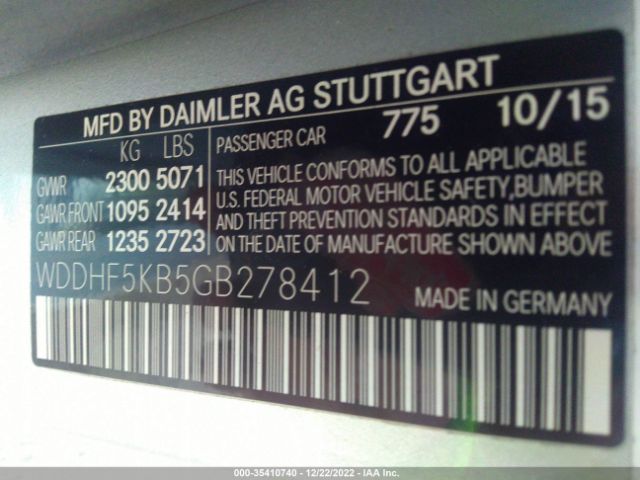 MFD BY DAIMLER AG STUTTGART
KG LBS
PASSENGER CAR 775 10/15
GVWR 2300 5071
GAWR FRONT 1095 2414
GAWR REAR 1235 2723
THIS VEHICLE CONFORMS TO ALL APPLICABLE
U.S. FEDERAL MOTOR VEHICLE SAFETY,BUMPER
AND THEFT PREVENTION STANDARDS IN EFFECT
ON THE DATE OF MANUFACTURE SHOWN ABOVE
WDDHF5KB5GB278412
MADE IN GERMANY
000-35410740 - 12/22/2022 - IAA Inc.